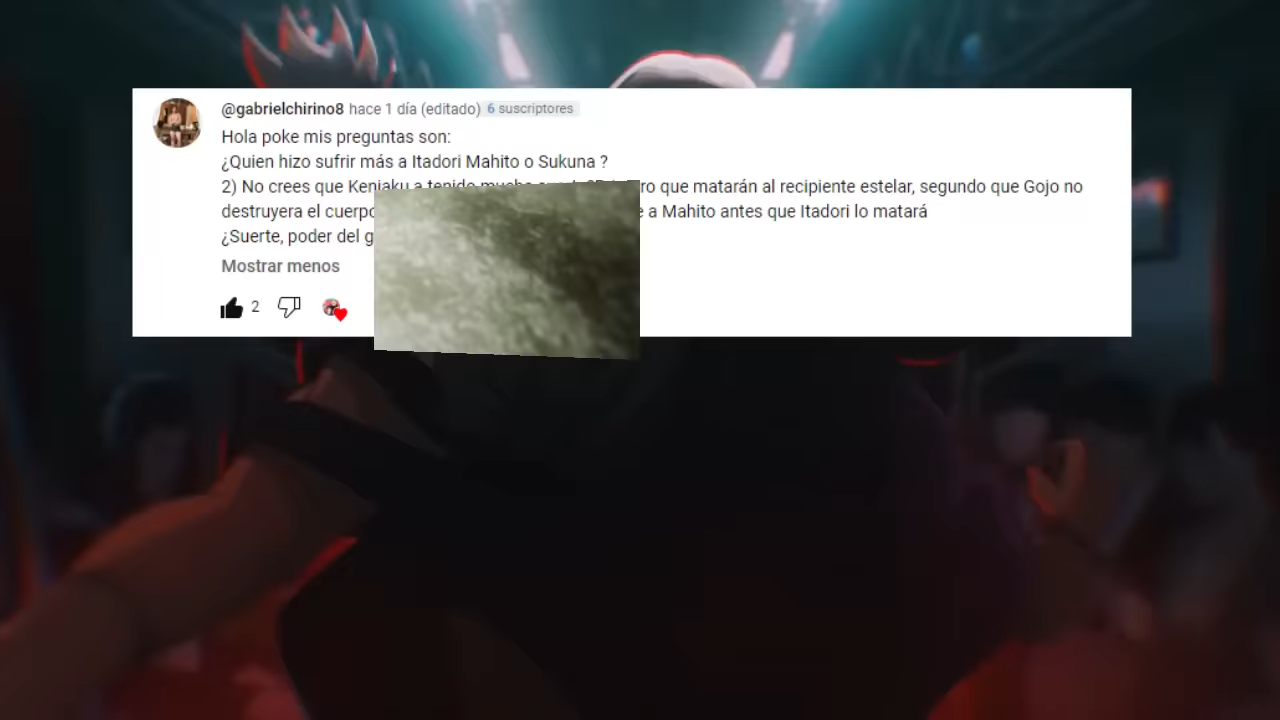 @gabrielchirino8 hace 1 día (editado) 6 suscriptores
Hola poke mis preguntas son:
¿Quien hizo sufrir más a Itadori Mahito o Sukuna ?
2) No crees que Kenjaku a tenido que matarán al recipiente estelar, segundo que Gojo no
destruyera el cuerpo a Mahito antes que Itadori lo matará
¿Suerte, poder del
Mostrar menos
2